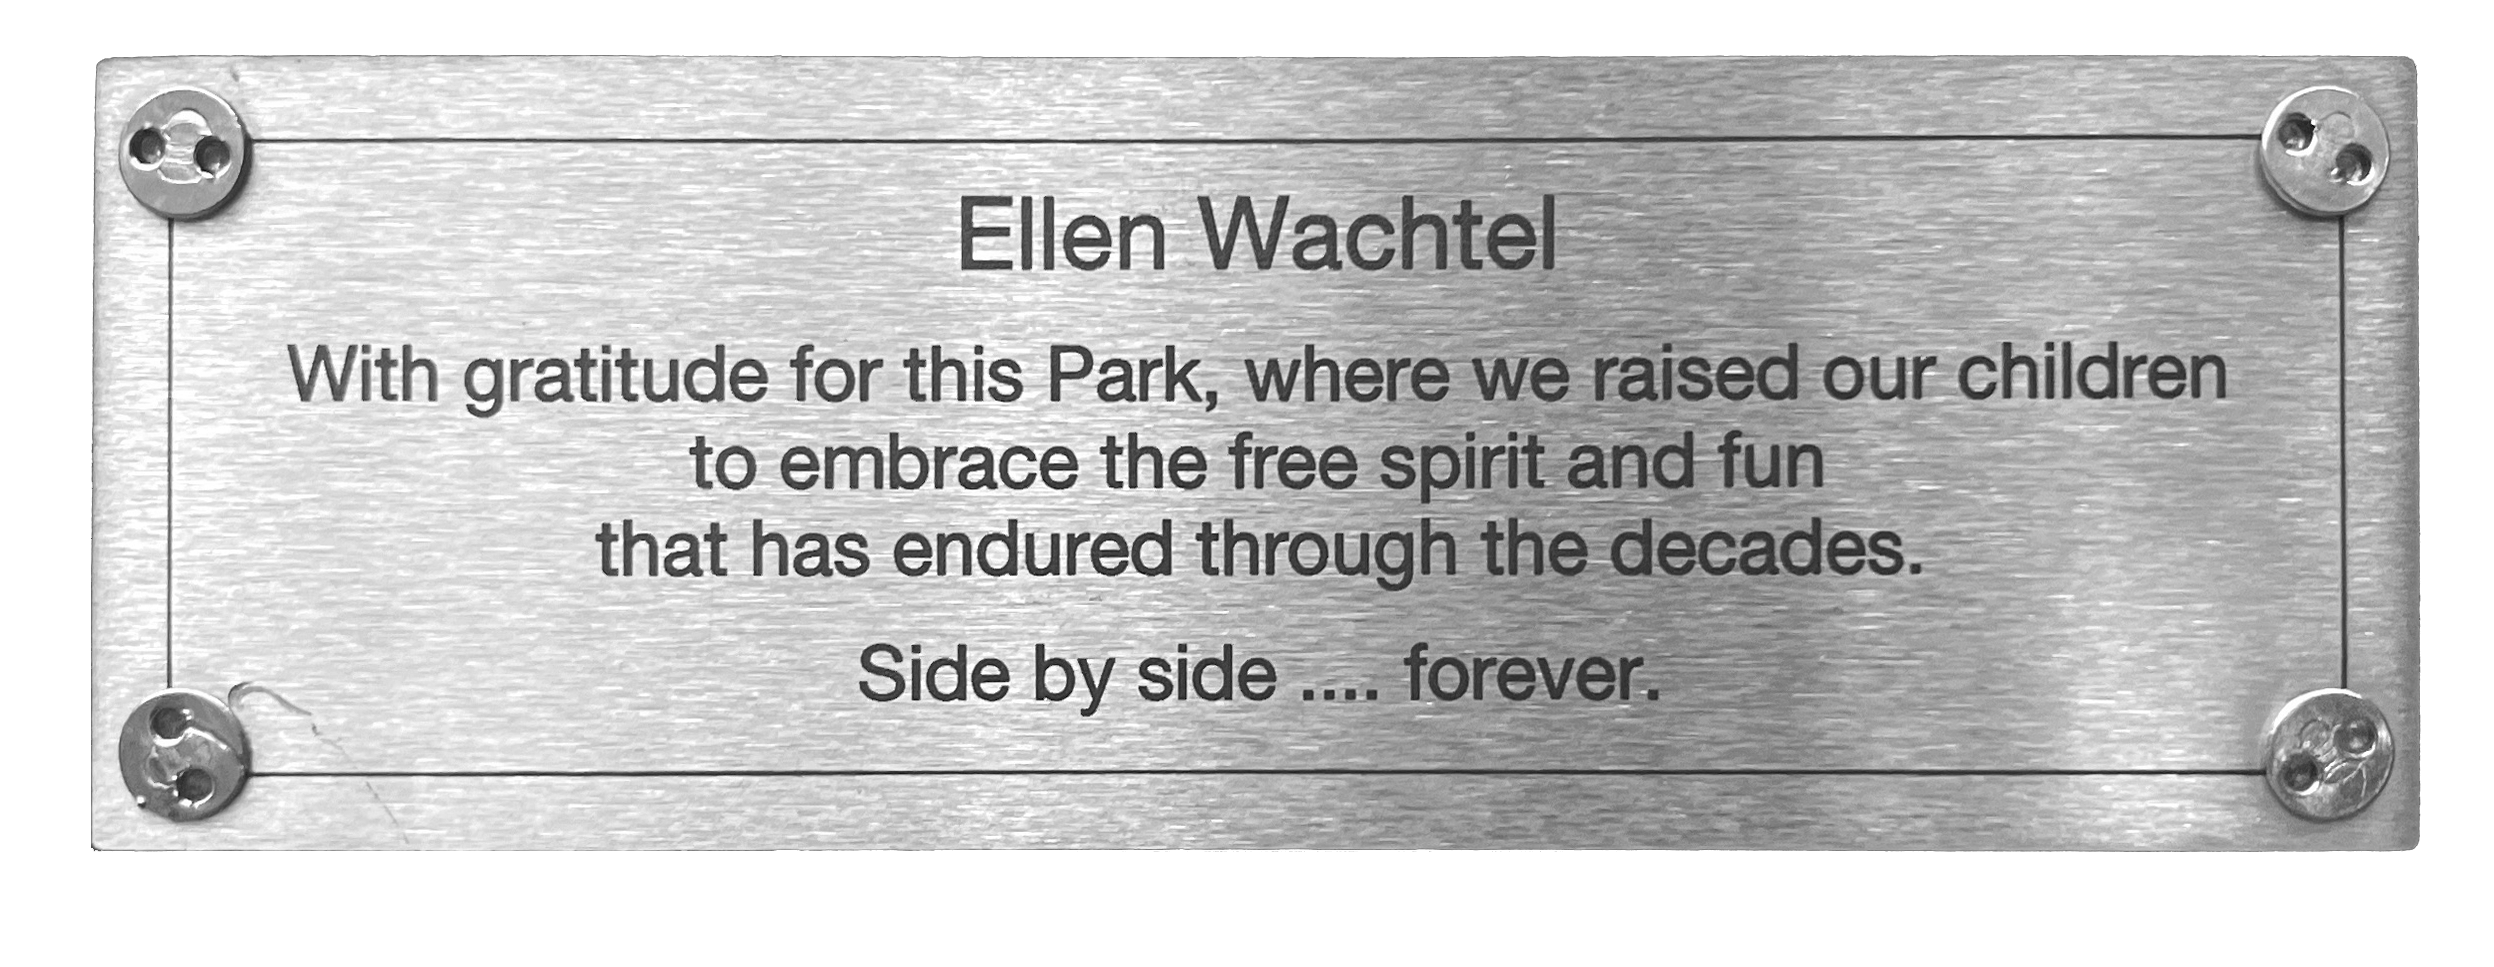 Ellen Wachtel
With gratitude for this Park, where we raised our children
to embrace the free spirit and fun
that has endured through the decades.
Side by side .... forever.